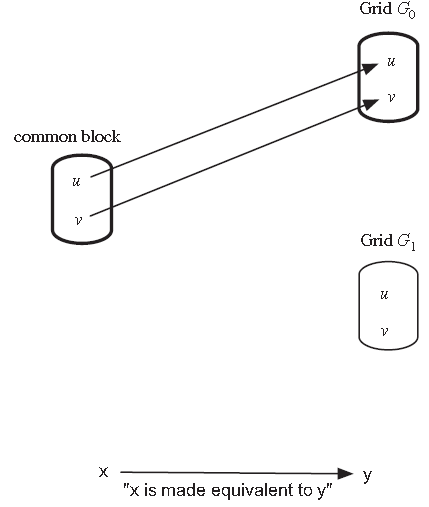 Grid G0
u
v
common block
u
v
Grid G1
u
v
x y
"x is made equivalent to y"